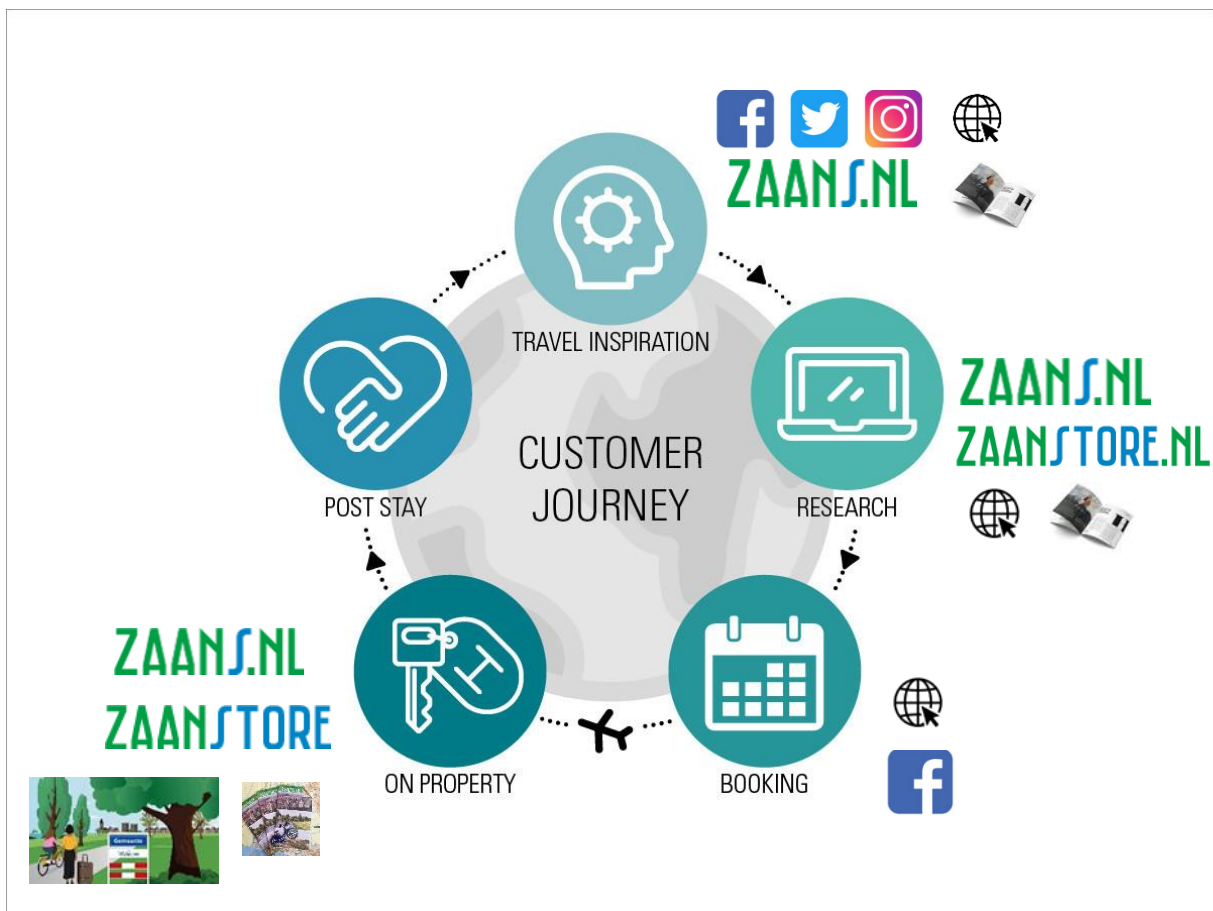 ZAANS.NL
TRAVEL INSPIRATION
ZAANS.NL
ZAANSTORE.NL
CUSTOMER
JOURNEY
POST STAY
RESEARCH
ZAANS.NL
ZAANSTORE
ON PROPERTY
BOOKING
Gemeente